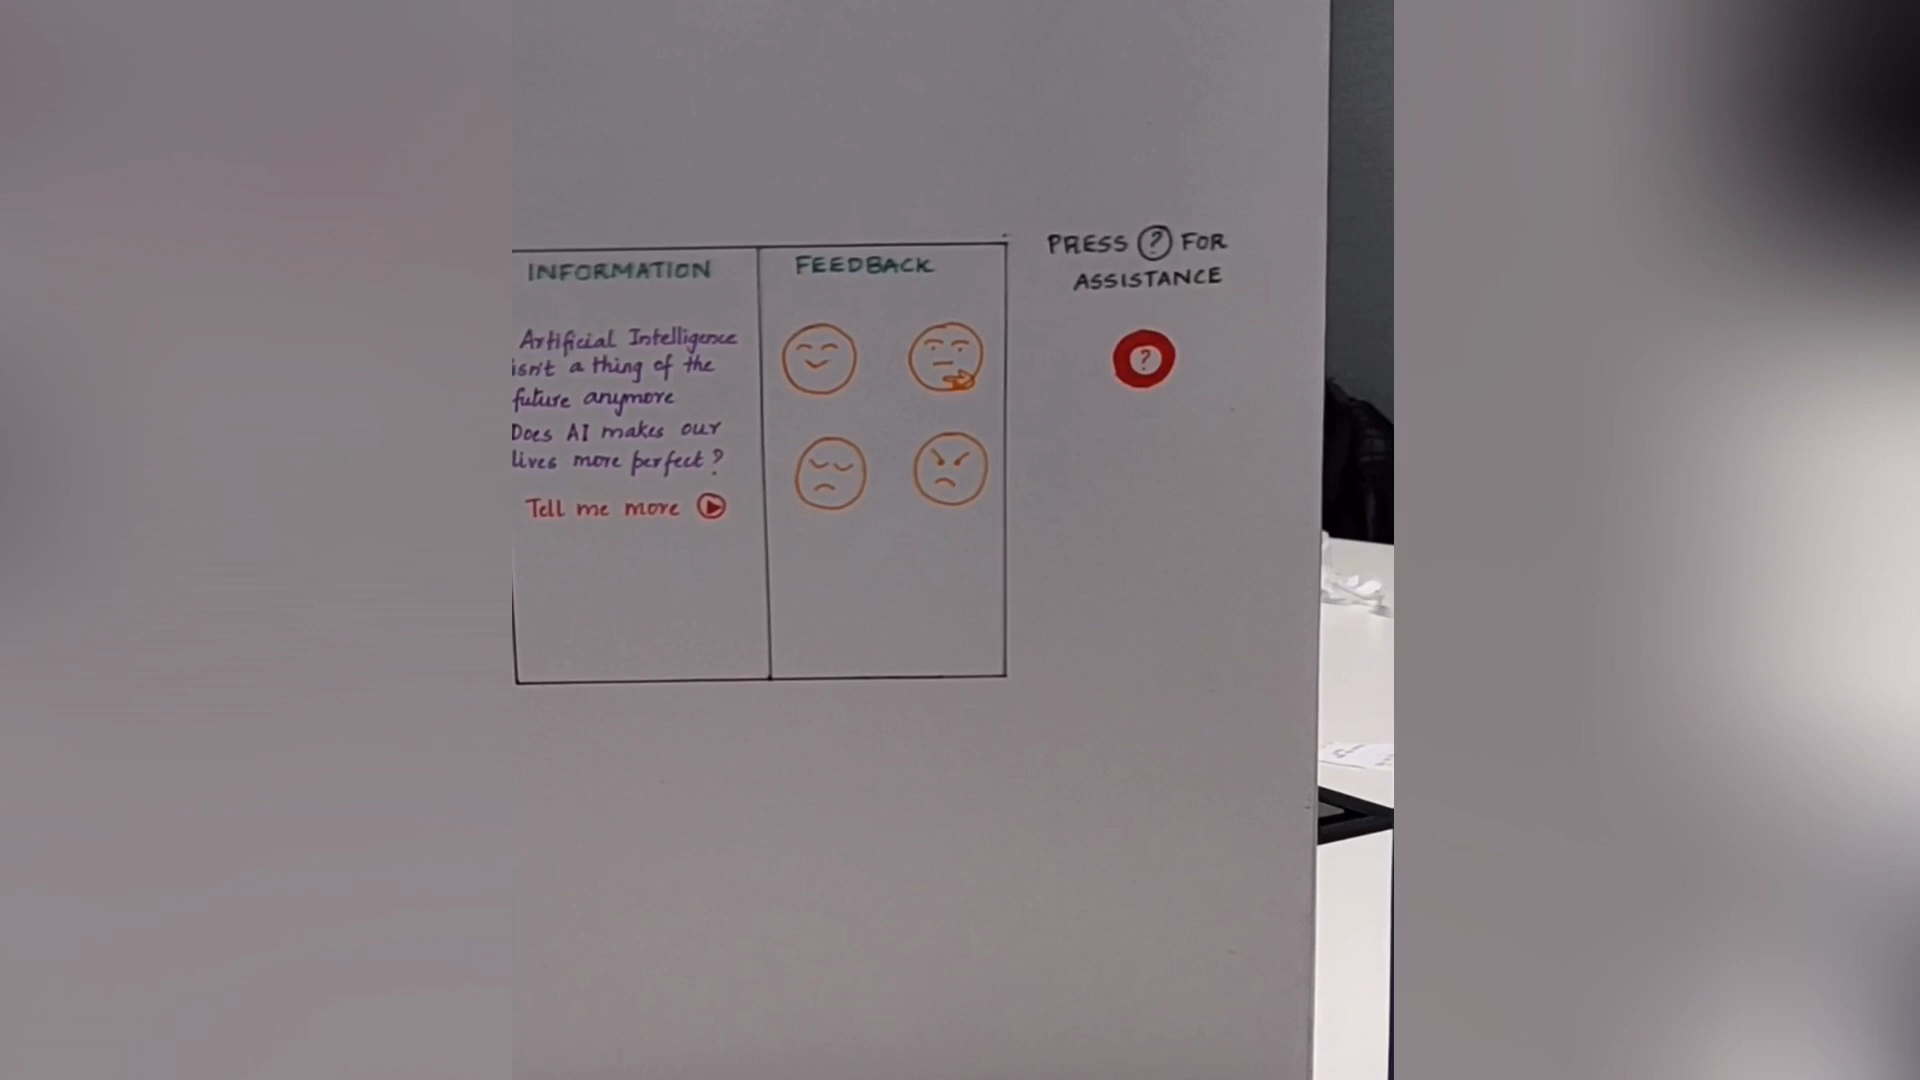 INFORMATION
Artificial Intelligence
isn't a thing of the
future anymore
Does AI makes our
lives more perfect?
Tell me more
FEEDBACK
PRESS ? FOR
ASSISTANCE
?